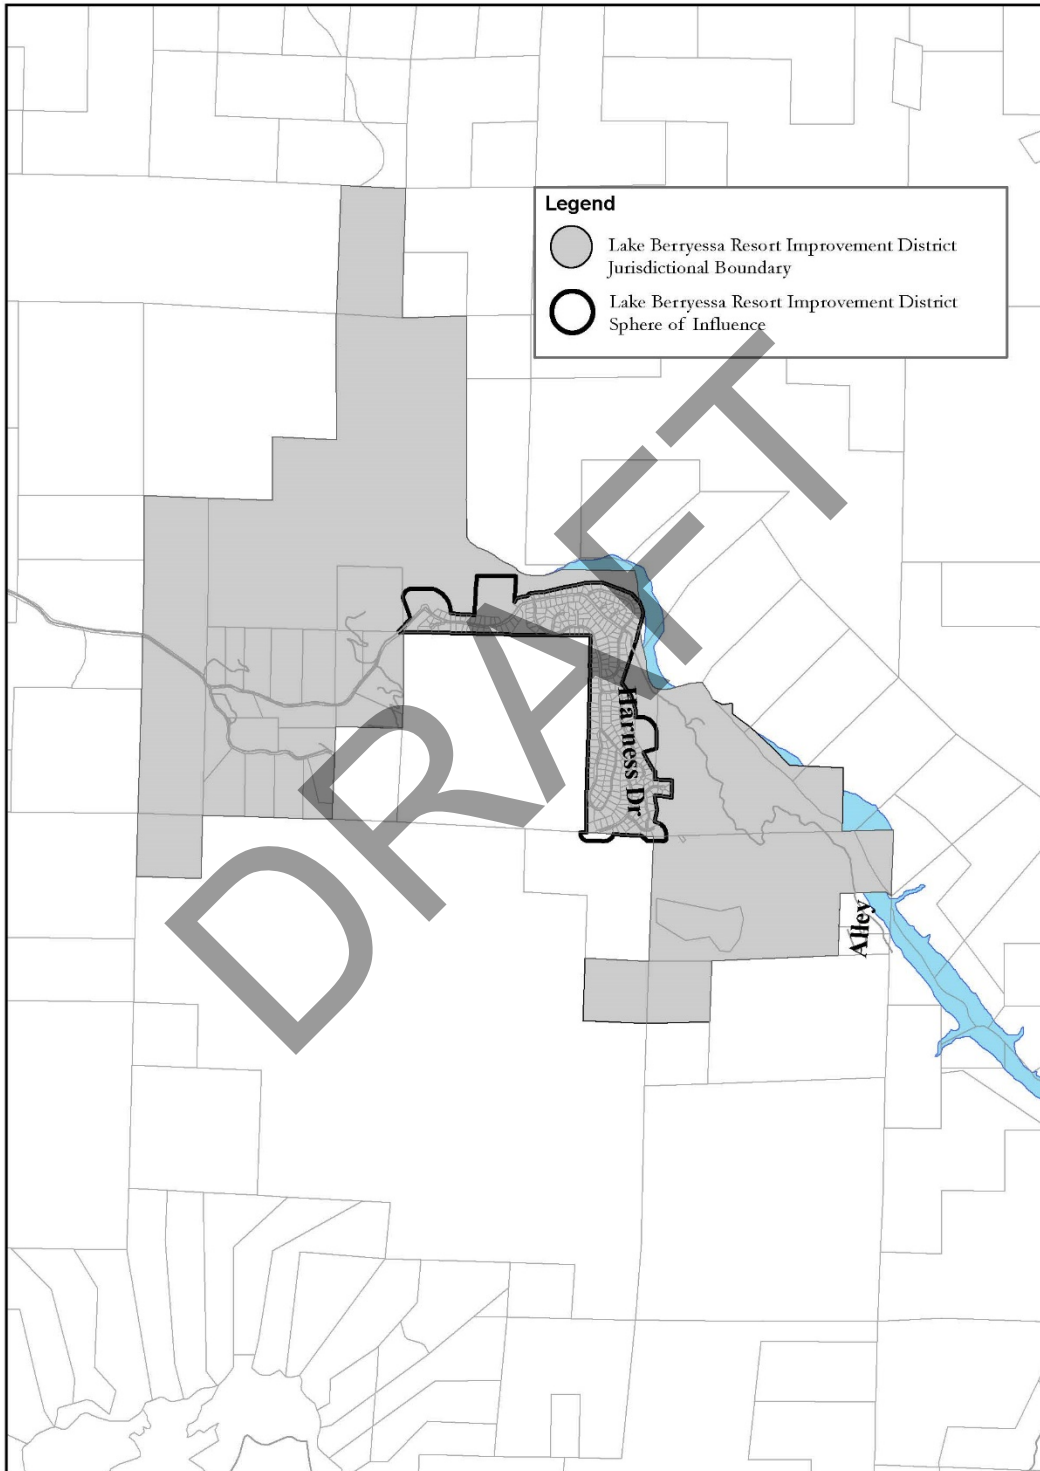 Legend
Lake Berryessa Resort Improvement District
Jurisdictional Boundary
Lake Berryessa Resort Improvement District
Sphere of Influence
DRAFT
Harness Dr
Alley